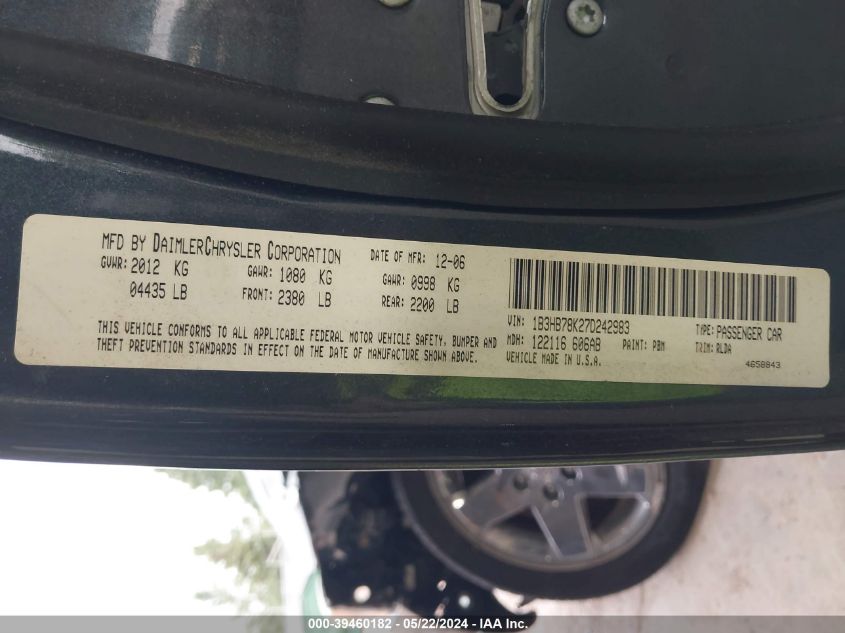 MFD BY DAIMLERCHRYSLER CORPORATION DATE OF MFR: 12-06
GVWR: 2012 KG GAWR: 1080 KG GAWR: 0998 KG
04435 LB FRONT: 2380 LB REAR: 2200 LB
THIS VEHICLE CONFORMS TO ALL APPLICABLE FEDERAL MOTOR VEHICLE SAFETY, BUMPER AND
THEFT PREVENTION STANDARDS IN EFFECT ON THE DATE OF MANUFACTURE SHOWN ABOVE.
VIN: 1B3HB78K27D242983 TYPE: PASSENGER CAR
MDH: 122116 606AB PAINT: PBM TRIM: RLDA
VEHICLE MADE IN U.S.A. 4658843
000-39460182 - 05/22/2024 - IAA Inc.